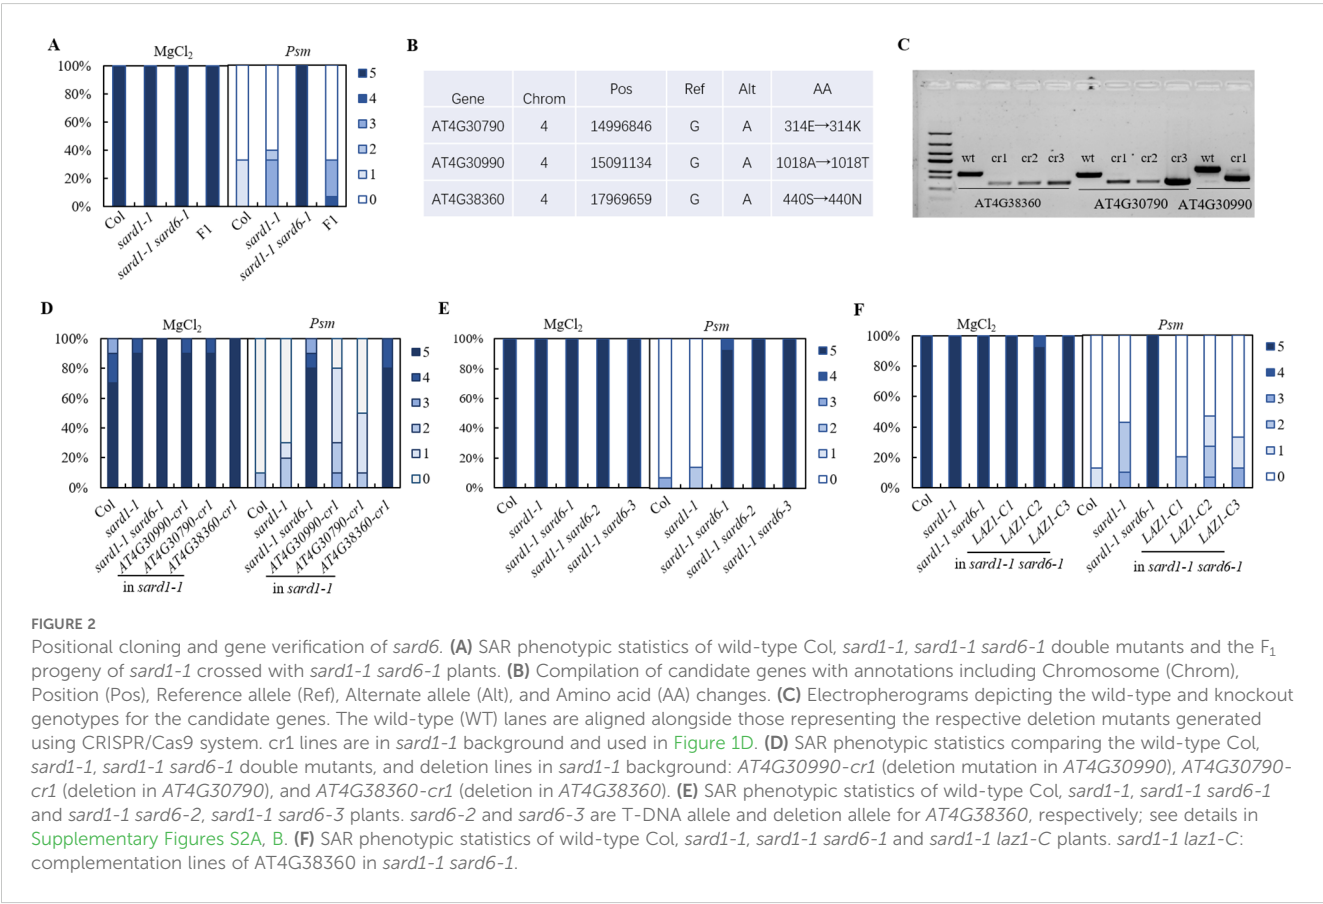 A
MgCl2 Psm
100%
80%
60%
40%
20%
0%
5
4
3
2
1
0
Col
sard1-1
sard1-1 sard6-1
F1
Col
sard1-1
sard1-1 sard6-1
F1
B
Gene Chrom Pos Ref Alt AA
AT4G30790 4 14996846 G A 314E→314K
AT4G30990 4 15091134 G A 1018A→1018T
AT4G38360 4 17969659 G A 440S→440N
C
wt cr1 cr2 cr3 wt cr1 cr2 cr3 wt cr1
AT4G38360 AT4G30790 AT4G30990
D
MgCl2 Psm
100%
80%
60%
40%
20%
0%
5
4
3
2
1
0
Col
sard1-1
sard1-1 sard6-1
AT4G30990-cr1
AT4G30790-cr1
AT4G38360-cr1
Col
sard1-1
sard1-1 sard6-1
AT4G30990-cr1
AT4G30790-cr1
AT4G38360-cr1
in sard1-1 in sard1-1
E
MgCl2 Psm
100%
80%
60%
40%
20%
0%
5
4
3
2
1
0
Col
sard1-1
sard1-1 sard6-1
sard1-1 sard6-2
sard1-1 sard6-3
Col
sard1-1
sard1-1 sard6-1
sard1-1 sard6-2
sard1-1 sard6-3
F
MgCl2 Psm
100%
80%
60%
40%
20%
0%
5
4
3
2
1
0
Col
sard1-1
sard1-1 sard6-1
LAZ1-C1
LAZ1-C2
LAZ1-C3
Col
sard1-1
sard1-1 sard6-1
LAZ1-C1
LAZ1-C2
LAZ1-C3
in sard1-1 sard6-1 in sard1-1 sard6-1
FIGURE 2
Positional cloning and gene verification of sard6. (A) SAR phenotypic statistics of wild-type Col, sard1-1, sard1-1 sard6-1 double mutants and the F1
progeny of sard1-1 crossed with sard1-1 sard6-1 plants. (B) Compilation of candidate genes with annotations including Chromosome (Chrom),
Position (Pos), Reference allele (Ref), Alternate allele (Alt), and Amino acid (AA) changes. (C) Electropherograms depicting the wild-type and knockout
genotypes for the candidate genes. The wild-type (WT) lanes are aligned alongside those representing the respective deletion mutants generated
using CRISPR/Cas9 system. cr1 lines are in sard1-1 background and used in Figure 1D. (D) SAR phenotypic statistics comparing the wild-type Col,
sard1-1, sard1-1 sard6-1 double mutants, and deletion lines in sard1-1 background: AT4G30990-cr1 (deletion mutation in AT4G30990), AT4G30790-
cr1 (deletion in AT4G30790), and AT4G38360-cr1 (deletion in AT4G38360). (E) SAR phenotypic statistics of wild-type Col, sard1-1, sard1-1 sard6-1
and sard1-1 sard6-2, sard1-1 sard6-3 plants. sard6-2 and sard6-3 are T-DNA allele and deletion allele for AT4G38360, respectively; see details in
Supplementary Figures S2A, B. (F) SAR phenotypic statistics of wild-type Col, sard1-1, sard1-1 sard6-1 and sard1-1 laz1-C plants. sard1-1 laz1-C:
complementation lines of AT4G38360 in sard1-1 sard6-1.